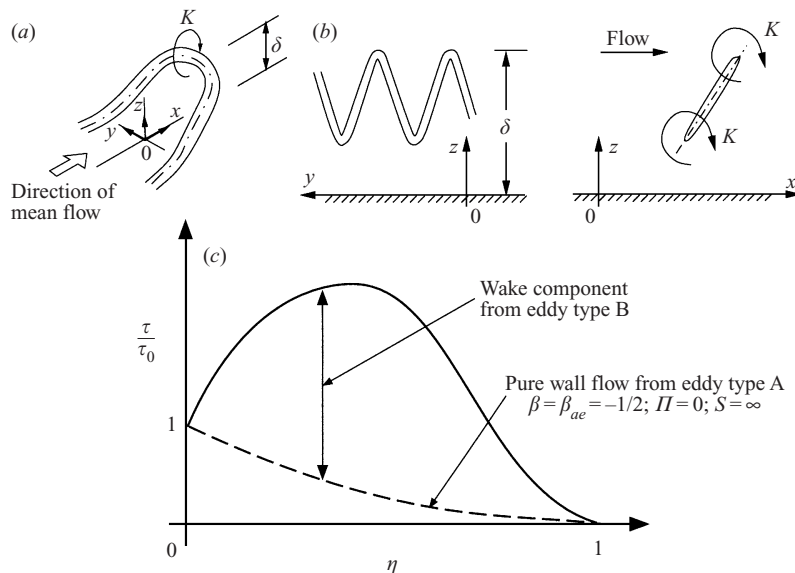 (a)
K
δ
z
x
y
0
Direction of
mean flow
(b)
δ
z
y
0
Flow
K
K
z
x
0
(c)
τ
τ0
Wake component
from eddy type B
Pure wall flow from eddy type A
β = βae = –1/2; Π = 0; S = ∞
1
0
1
η